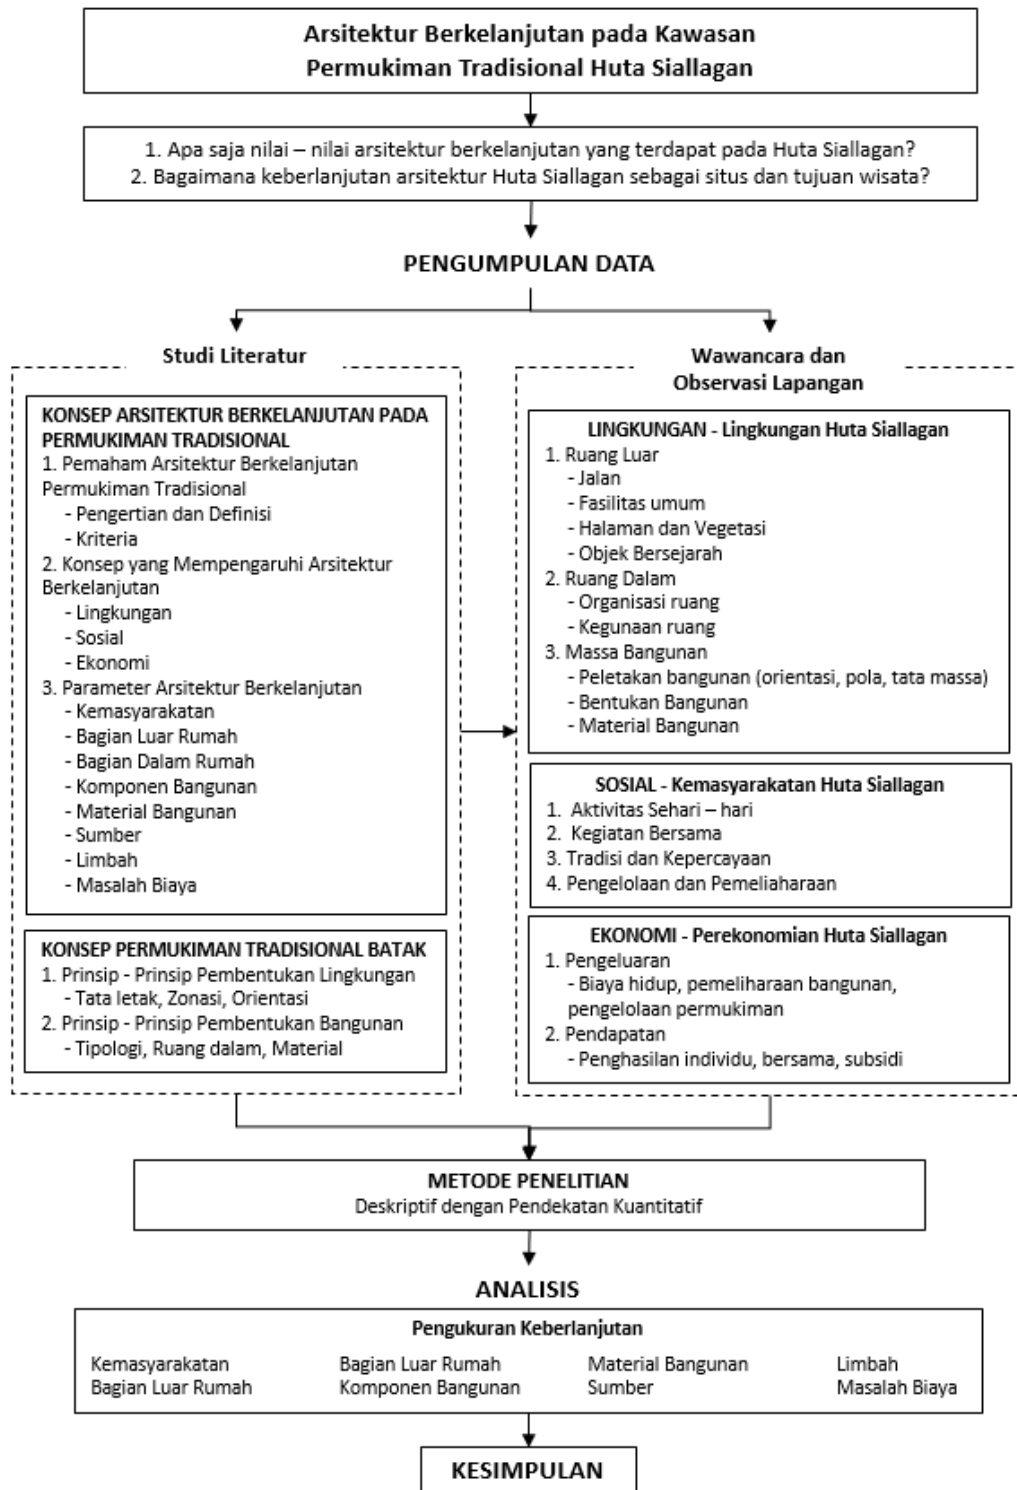 Arsitektur Berkelanjutan pada Kawasan
Permukiman Tradisional Huta Siallagan
1. Apa saja nilai – nilai arsitektur berkelanjutan yang terdapat pada Huta Siallagan?
2. Bagaimana keberlanjutan arsitektur Huta Siallagan sebagai situs dan tujuan wisata?
PENGUMPULAN DATA
Studi Literatur
KONSEP ARSITEKTUR BERKELANJUTAN PADA
PERMUKIMAN TRADISIONAL
1. Pemaham Arsitektur Berkelanjutan
Permukiman Tradisional
- Pengertian dan Definisi
- Kriteria
2. Konsep yang Mempengaruhi Arsitektur
Berkelanjutan
- Lingkungan
- Sosial
- Ekonomi
3. Parameter Arsitektur Berkelanjutan
- Kemasyarakatan
- Bagian Luar Rumah
- Bagian Dalam Rumah
- Komponen Bangunan
- Material Bangunan
- Sumber
- Limbah
- Masalah Biaya
KONSEP PERMUKIMAN TRADISIONAL BATAK
1. Prinsip - Prinsip Pembentukan Lingkungan
- Tata letak, Zonasi, Orientasi
2. Prinsip - Prinsip Pembentukan Bangunan
- Tipologi, Ruang dalam, Material
Wawancara dan
Observasi Lapangan
LINGKUNGAN - Lingkungan Huta Siallagan
1. Ruang Luar
- Jalan
- Fasilitas umum
- Halaman dan Vegetasi
- Objek Bersejarah
2. Ruang Dalam
- Organisasi ruang
- Kegunaan ruang
3. Massa Bangunan
- Peletakan bangunan (orientasi, pola, tata massa)
- Bentukan Bangunan
- Material Bangunan
SOSIAL - Kemasyarakatan Huta Siallagan
1. Aktivitas Sehari – hari
2. Kegiatan Bersama
3. Tradisi dan Kepercayaan
4. Pengelolaan dan Pemeliaharaan
EKONOMI - Perekonomian Huta Siallagan
1. Pengeluaran
- Biaya hidup, pemeliharaan bangunan,
pengelolaan permukiman
2. Pendapatan
- Penghasilan individu, bersama, subsidi
METODE PENELITIAN
Deskriptif dengan Pendekatan Kuantitatif
ANALISIS
Pengukuran Keberlanjutan
Kemasyarakatan Bagian Luar Rumah Material Bangunan Limbah
Bagian Luar Rumah Komponen Bangunan Sumber Masalah Biaya
KESIMPULAN